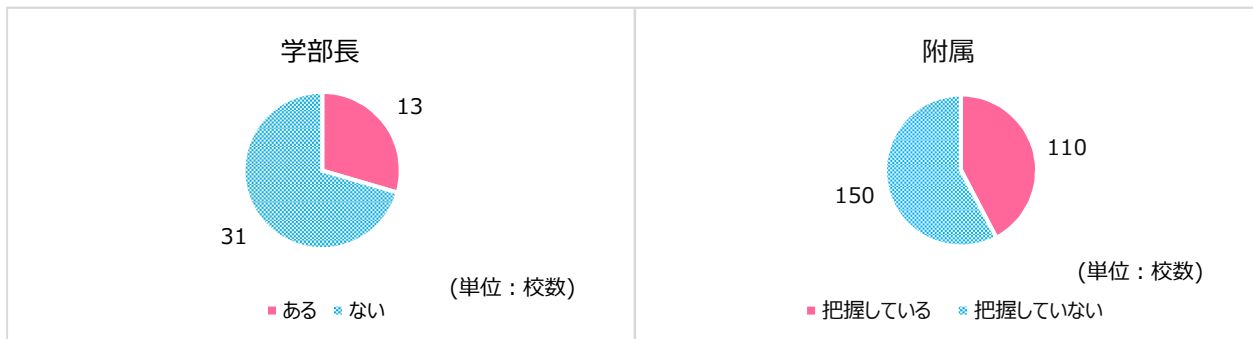 学部長
13
31
(単位：校数)
ある ない
附属
110
150
(単位：校数)
把握している 把握していない